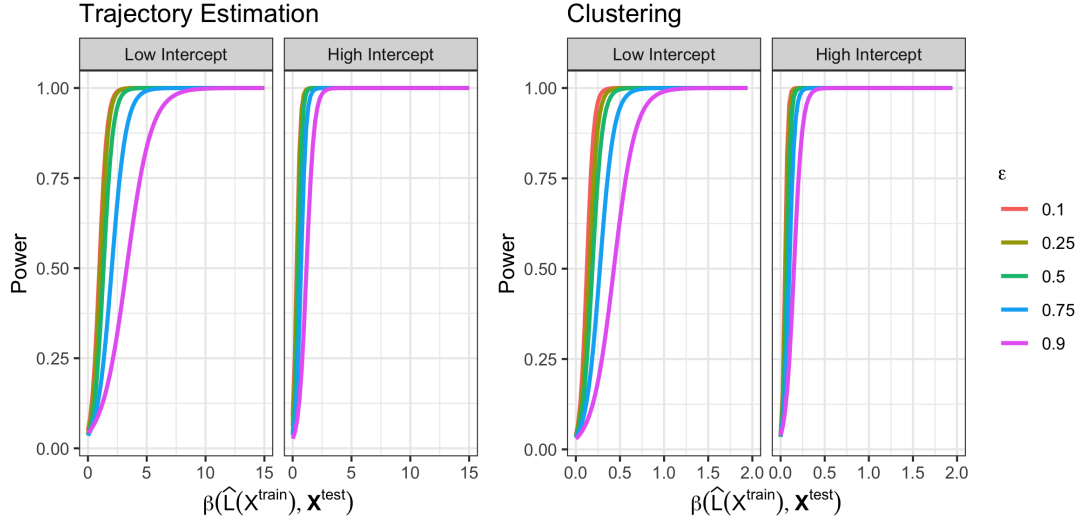 Trajectory Estimation
Low Intercept
High Intercept
Power
1.00
0.75
0.50
0.25
0.00
0 5 10 15
0 5 10 15
β(L̂(X^train), X^test)
Clustering
Low Intercept
High Intercept
Power
1.00
0.75
0.50
0.25
0.00
0.0 0.5 1.0 1.5 2.0
0.0 0.5 1.0 1.5 2.0
β(L̂(X^train), X^test)
ε
0.1
0.25
0.5
0.75
0.9